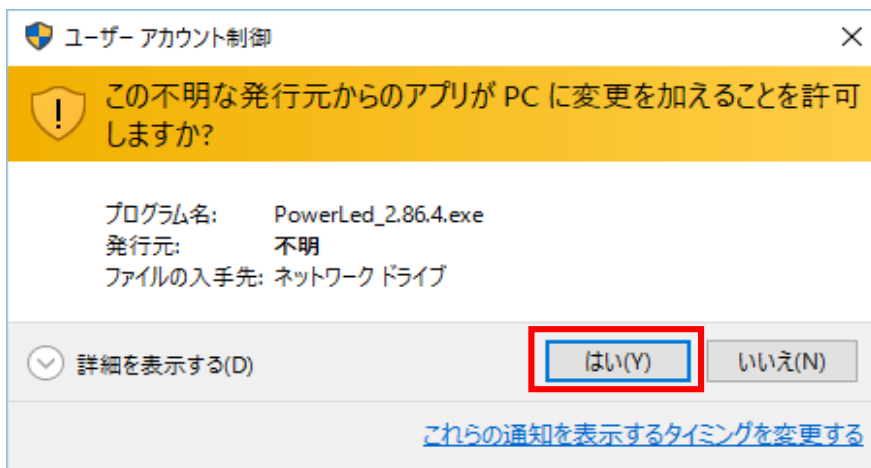 ユーザー アカウント制御
この不明な発行元からのアプリが PC に変更を加えることを許可
しますか?
プログラム名: PowerLed_2.86.4.exe
発行元: 不明
ファイルの入手先: ネットワーク ドライブ
詳細を表示する(D) はい(Y) いいえ(N)
これらの通知を表示するタイミングを変更する